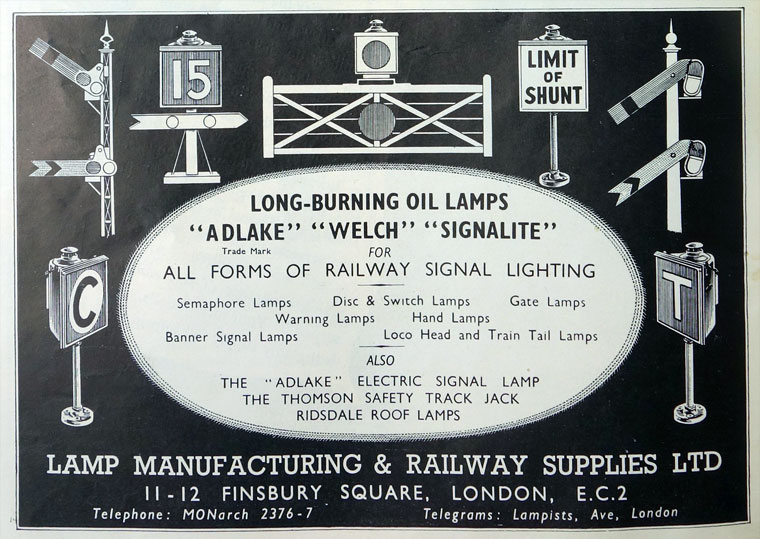 15
LIMIT
OF
SHUNT
LONG-BURNING OIL LAMPS
"ADLAKE" "WELCH" "SIGNALITE"
Trade Mark
FOR
ALL FORMS OF RAILWAY SIGNAL LIGHTING
Semaphore Lamps Disc & Switch Lamps Gate Lamps
Warning Lamps Hand Lamps
Banner Signal Lamps Loco Head and Train Tail Lamps
ALSO
THE "ADLAKE" ELECTRIC SIGNAL LAMP
THE THOMSON SAFETY TRACK JACK
RIDSDALE ROOF LAMPS
C
T
LAMP MANUFACTURING & RAILWAY SUPPLIES LTD
11-12 FINSBURY SQUARE, LONDON, E.C.2
Telephone: MONarch 2376-7 Telegrams: Lampists, Ave, London